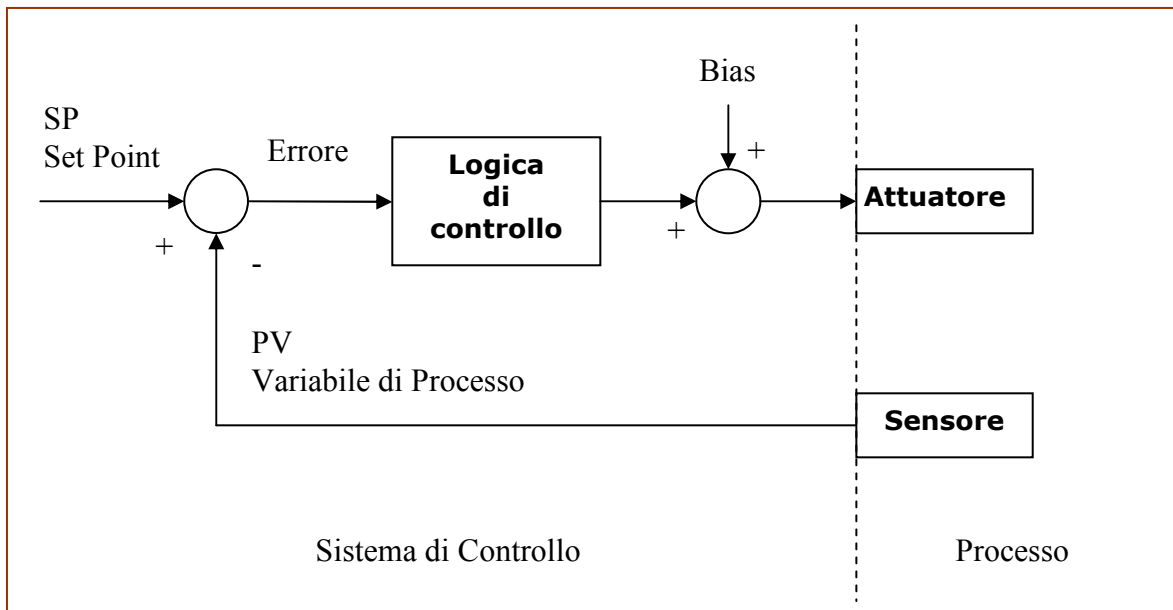 Bias
SP
Set Point
Errore
Logica
di
controllo
+
+
+
-
Attuatore
PV
Variabile di Processo
Sensore
Sistema di Controllo
Processo